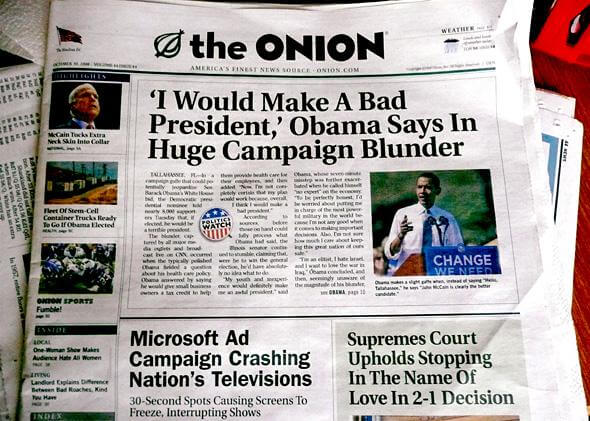 WEATHER
the ONION
AMERICA'S FINEST NEWS SOURCE · ONION.COM
HIGHLIGHTS
McCain Tucks Extra
Neck Skin Into Collar
Fleet Of Stem-Cell
Container Trucks Ready
To Go If Obama Elected
ONION SPORTS
Fumble!
INSIDE
LOCAL
One-Woman Show Makes
Audience Hate All Women
LIVING
Landlord Explains Difference
Between Bad Roaches, Kind
You Have
INDEX
'I Would Make A Bad
President,' Obama Says In
Huge Campaign Blunder
TALLAHASSEE, FL—In a
campaign gaffe that could po-
tentially jeopardize Sen.
Barack Obama's White House
bid, the Democratic presi-
dential nominee told
nearly 8,000 support-
ers Tuesday that, if
elected, he would be
a terrible president.
The blunder, cap-
tured by all major me-
dia outlets and broad-
cast live on CNN, occurred
when the typically polished
Obama fielded a question
about his health care policy.
Obama answered by saying
he would give small business
owners a tax credit to help
POLITICS
WATCH
them provide health care for
their employees, and then
added "Now, I'm not com-
pletely certain that my plan
would work because, overall,
I think I would make a
bad president."
According to
those on hand could
fully process what
Obama had said, the
Illinois senator contin-
ued to stumble, claiming that,
were he to win the general
election, he'd have absolute-
ly no idea what to do.
"My youth and inexperi-
ence would definitely make
me an awful president," said
Obama, whose seven-minute
misstep was further exacer-
bated when he called himself
"no expert" on the economy.
"To be perfectly honest, I'd
be worried about putting me
in charge of the most power-
ful military in the world be-
cause I'm not any good when
it comes to making important
decisions. Also, I'm not sure
how much I care about keep-
ing this great nation of ours
safe."
"I'm an elitist, I hate Israel,
and I want to lose the war in
Iraq," Obama concluded, and
then, seemingly unaware of
the magnitude of his blunder,
see OBAMA, page 10
CHANGE
WE NEED
Obama makes a slight gaffe when, instead of saying "Hello,
Tallahassee," he says "John McCain is clearly the better
candidate."
Microsoft Ad
Campaign Crashing
Nation's Televisions
30-Second Spots Causing Screens To
Freeze, Interrupting Shows
Supremes Court
Upholds Stopping
In The Name Of
Love In 2-1 Decision